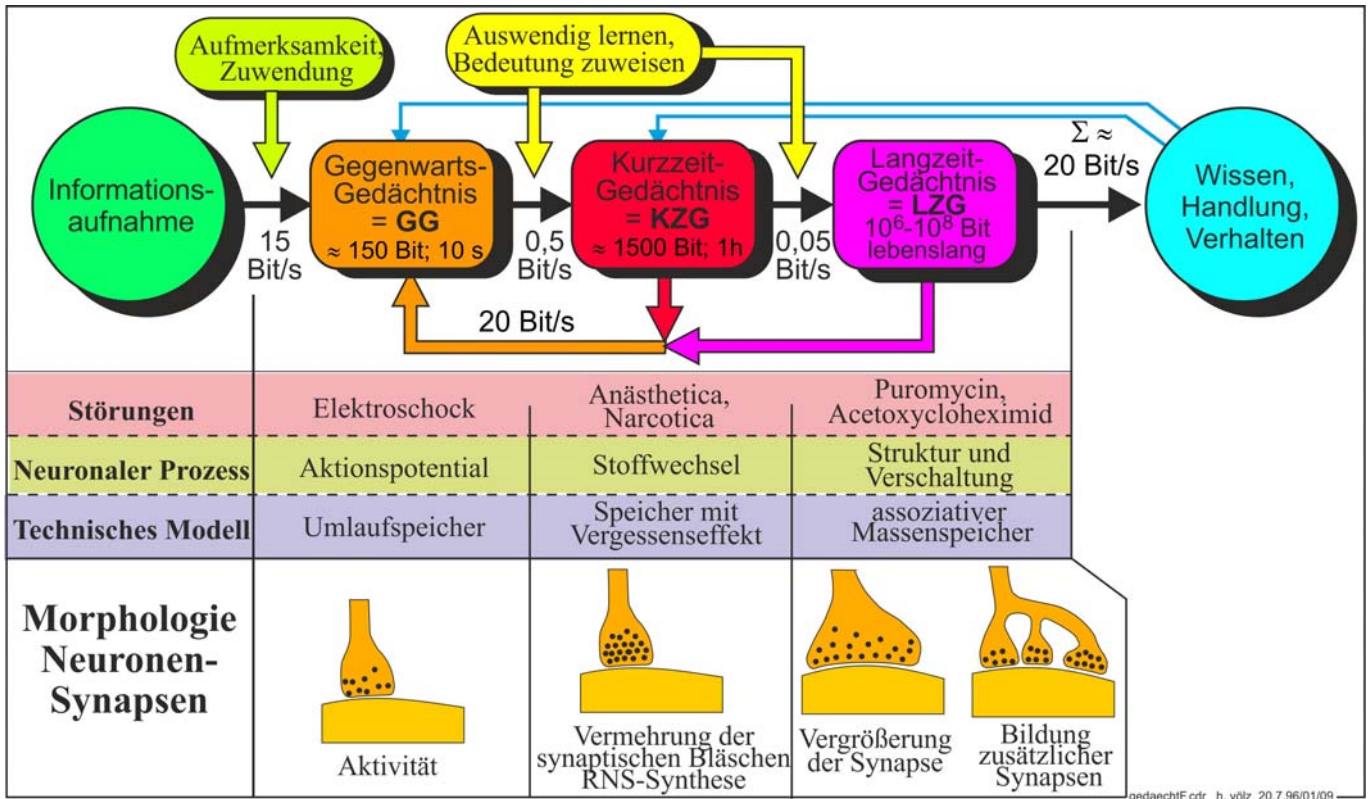 Aufmerksamkeit,
Zuwendung
Auswendig lernen,
Bedeutung zuweisen
Informations-
aufnahme
15
Bit/s
Gegenwarts-
Gedächtnis
= GG
≈ 150 Bit; 10 s
0,5
Bit/s
Kurzzeit-
Gedächtnis
= KZG
≈ 1500 Bit; 1h
0,05
Bit/s
Langzeit-
Gedächtnis
= LZG
10⁶-10⁸ Bit
lebenslang
Σ ≈
20 Bit/s
Wissen,
Handlung,
Verhalten
20 Bit/s
Störungen
Elektroschock
Anästhetica,
Narcotica
Puromycin,
Acetoxycloheximid
Neuronaler Prozess
Aktionspotential
Stoffwechsel
Struktur und
Verschaltung
Technisches Modell
Umlaufspeicher
Speicher mit
Vergessenseffekt
assoziativer
Massenspeicher
Morphologie
Neuronen-
Synapsen
Aktivität
Vermehrung der
synaptischen Bläschen
RNS-Synthese
Vergrößerung
der Synapse
Bildung
zusätzlicher
Synapsen
gedaechtF.cdr h. völz 20.7.96/01/09